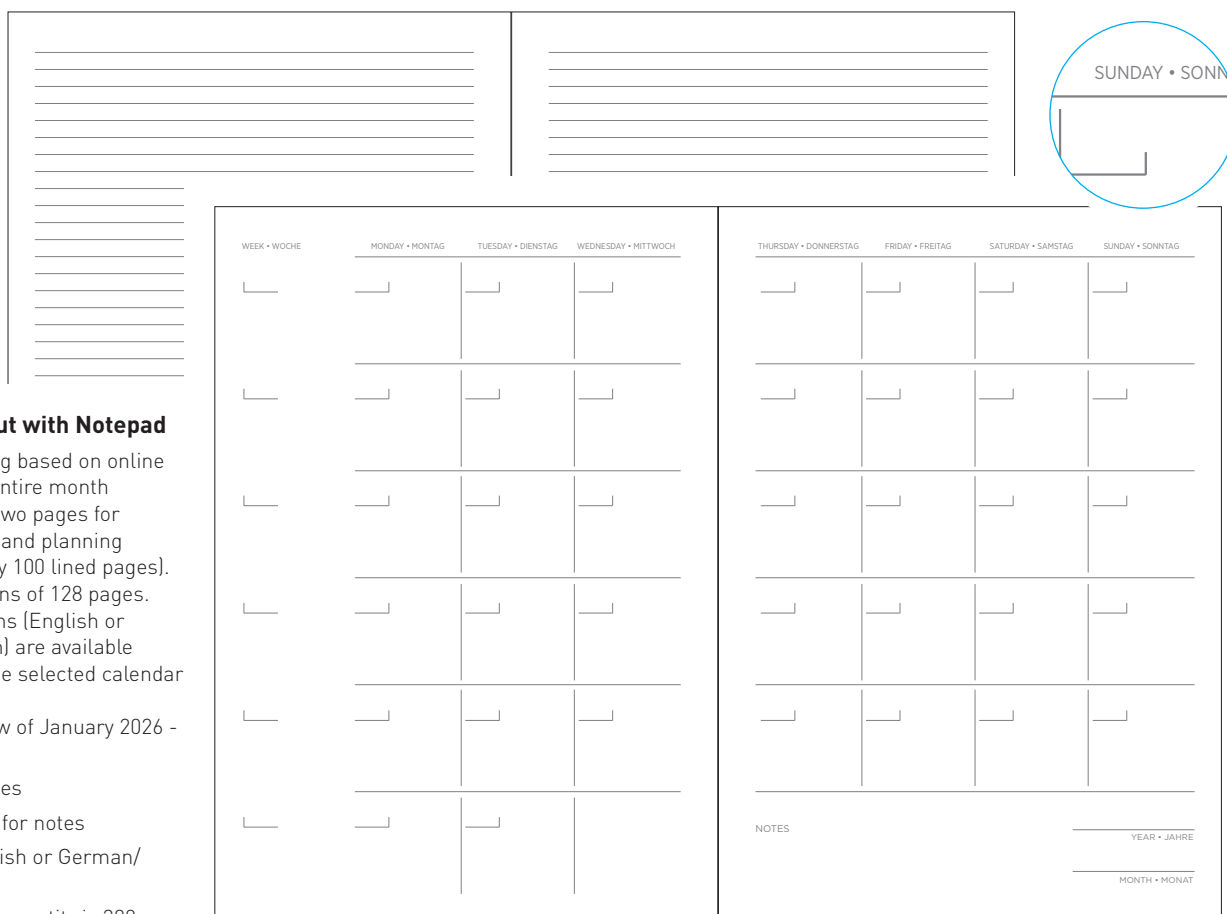 SUNDAY • SONN
WEEK • WOCHE MONDAY • MONTAG TUESDAY • DIENSTAG WEDNESDAY • MITTWOCH THURSDAY • DONNERSTAG FRIDAY • FREITAG SATURDAY • SAMSTAG SUNDAY • SONNTAG
ut with Notepad
g based on online
ntire month
wo pages for
and planning
y 100 lined pages).
ns of 128 pages.
ns (English or
n) are available
e selected calendar
w of January 2026 -
es
for notes
ish or German/
NOTES
YEAR • JAHRE
MONTH • MONAT